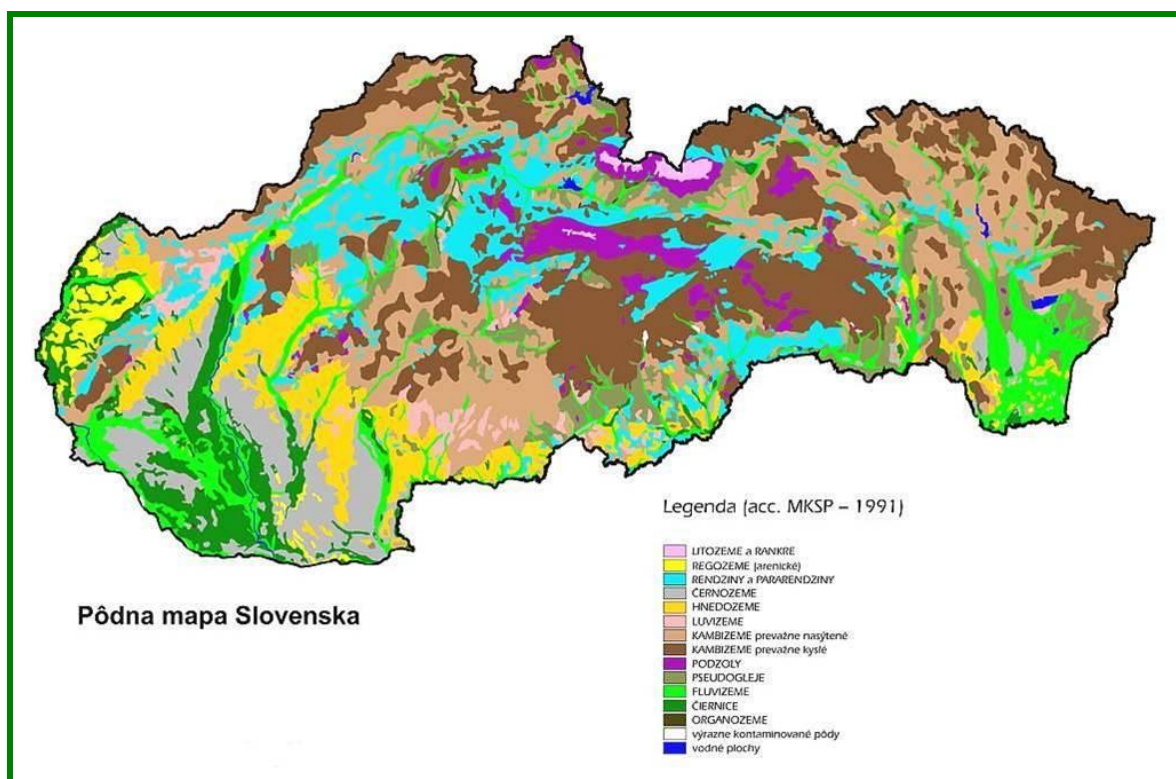 Legenda (acc. MKSP – 1991)
LITOZEME a RANKRE
REGOZEME (arenické)
RENDZINY a PARARENDZINY
ČERNOZEME
HNEDOZEME
LUVIZEME
KAMBIZEME prevažne nasýtené
KAMBIZEME prevažne kyslé
PODZOLY
PSEUDOGLEJE
FLUVIZEME
ČIERNICE
ORGANOZEME
výrazne kontaminované pôdy
vodné plochy
Pôdna mapa Slovenska